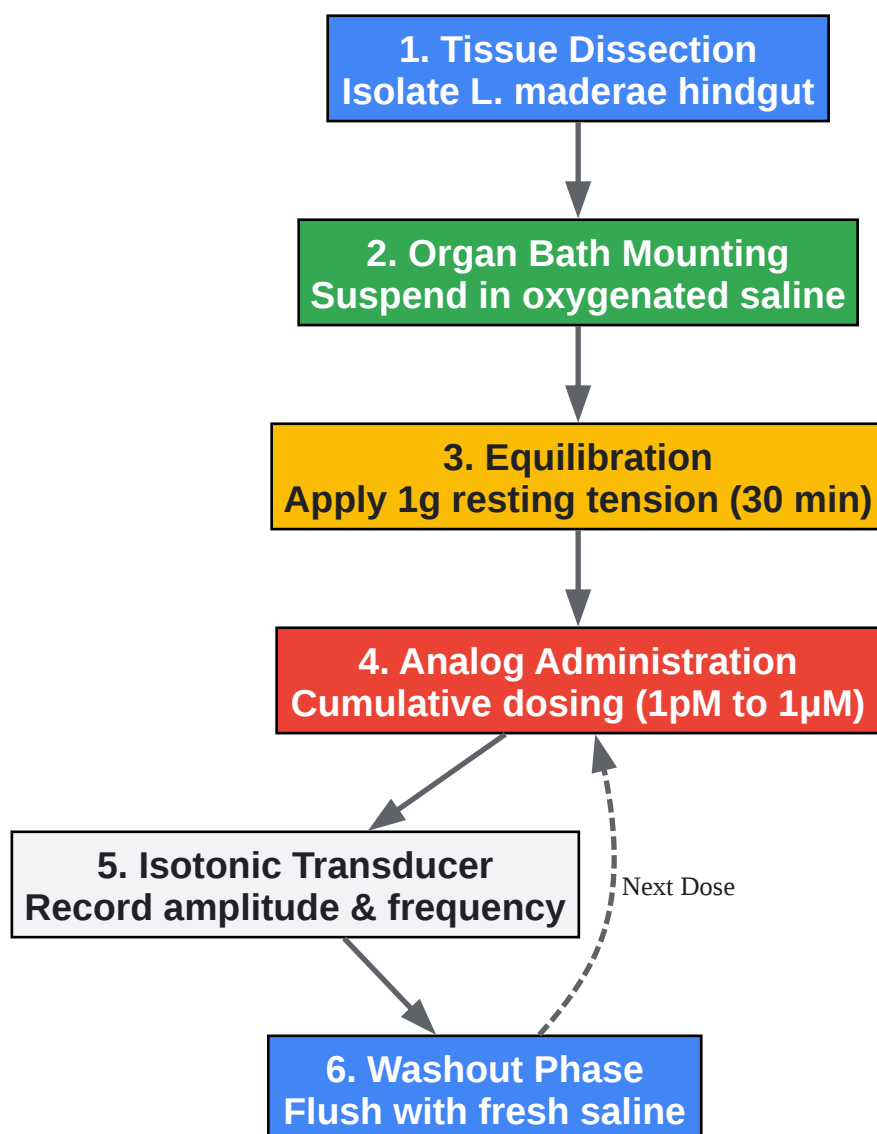 1. Tissue Dissection
Isolate L. maderae hindgut
2. Organ Bath Mounting
Suspend in oxygenated saline
3. Equilibration
Apply 1g resting tension (30 min)
4. Analog Administration
Cumulative dosing (1pM to 1µM)
5. Isotonic Transducer
Record amplitude & frequency
Next Dose
6. Washout Phase
Flush with fresh saline